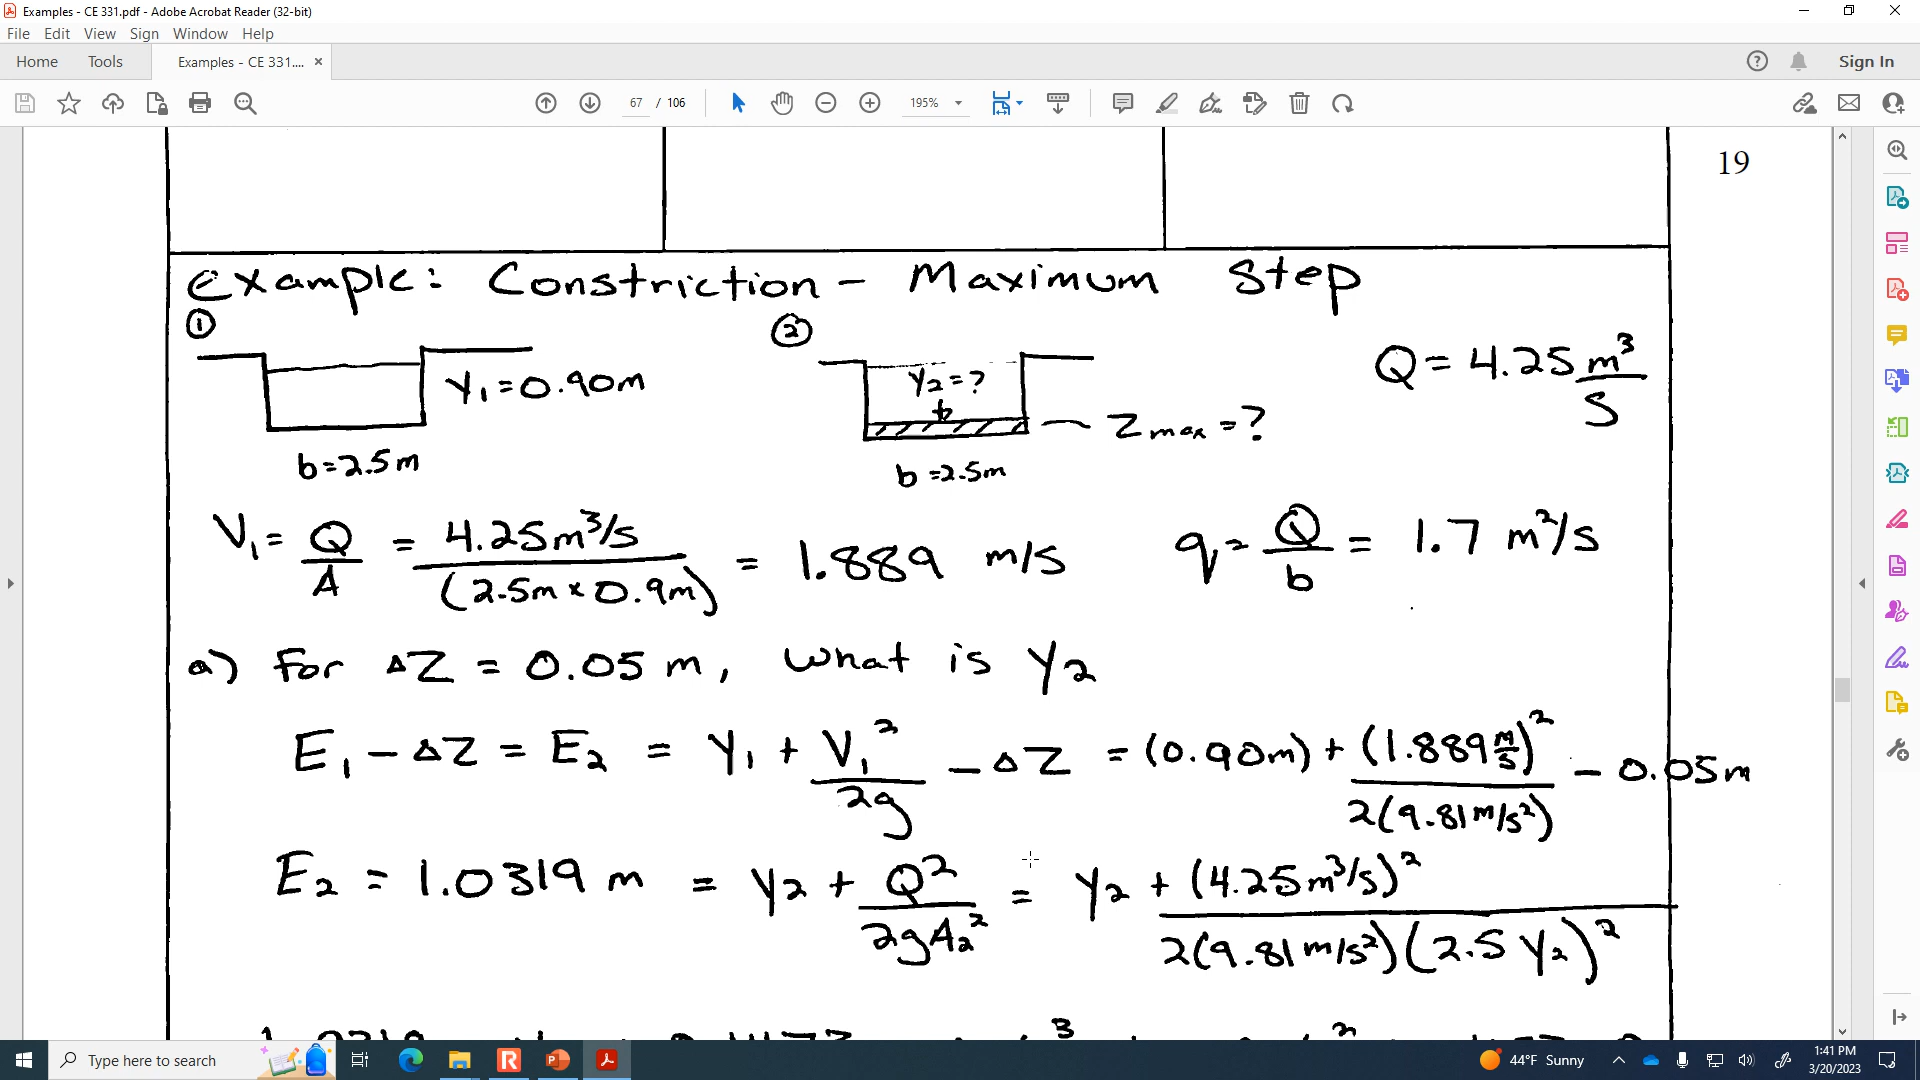 Examples - CE 331.pdf - Adobe Acrobat Reader (32-bit)
File Edit View Sign Window Help
Home Tools Examples - CE 331.... × Sign In
67 / 106 195%
19
Example: Constriction - Maximum Step
① ② Q = 4.25 m³/s
y₁ = 0.90m y₂ = ?
Z max = ?
b = 2.5m b = 2.5m
V₁ = Q/A = 4.25m³/s / (2.5m × 0.9m) = 1.889 m/s q = Q/b = 1.7 m²/s
a) For ΔZ = 0.05 m, what is y₂
E₁ - ΔZ = E₂ = y₁ + V₁²/2g - ΔZ = (0.90m) + (1.889 m/s)² / 2(9.81m/s²) - 0.05m
E₂ = 1.0319 m = y₂ + Q²/2gA₂² = y₂ + (4.25m³/s)² / 2(9.81m/s²)(2.5 y₂)²
Type here to search 44°F Sunny 1:41 PM
3/20/2023